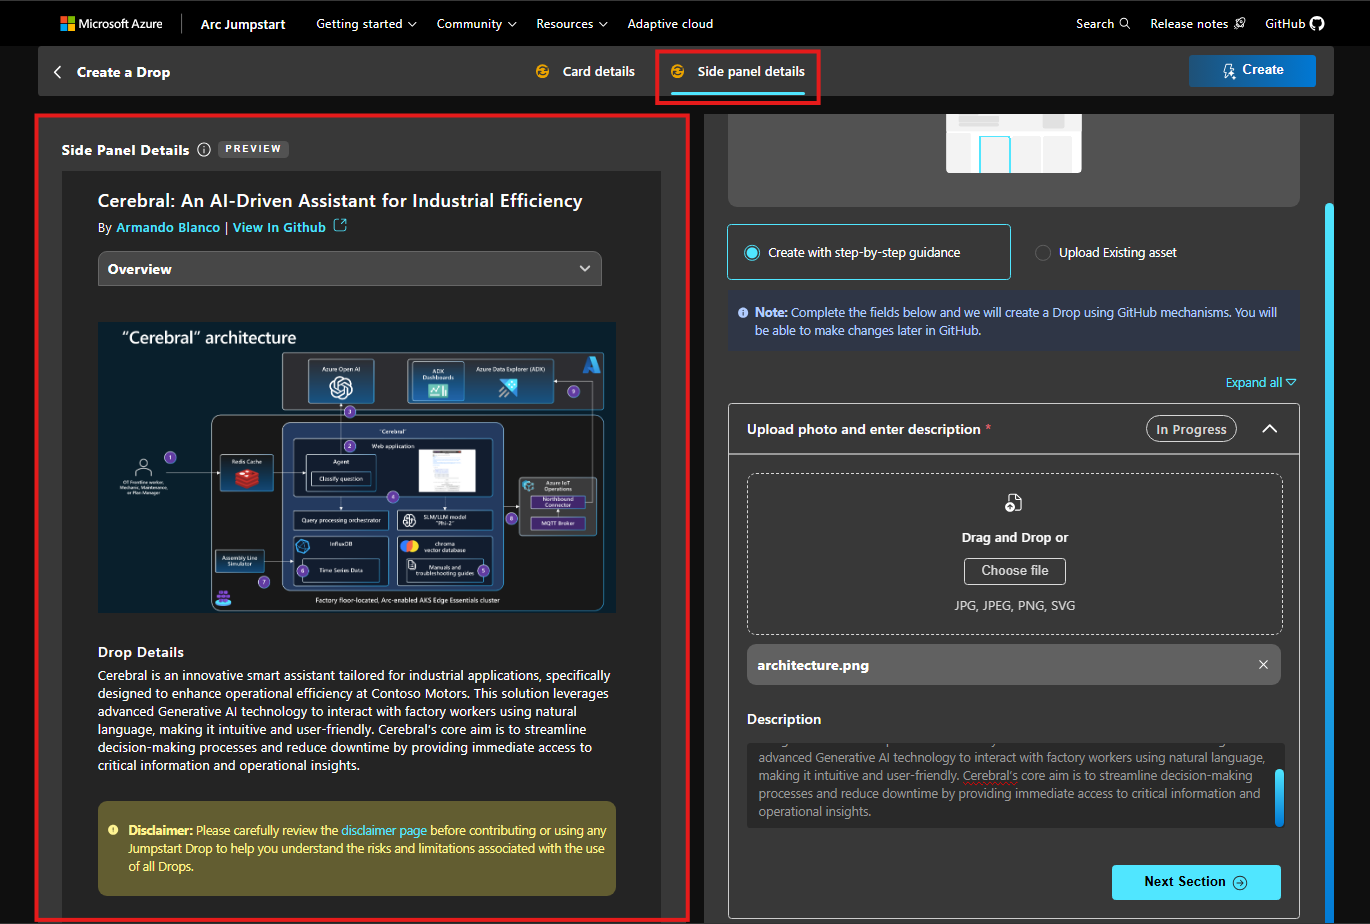 Microsoft Azure
Arc Jumpstart
Getting started
Community
Resources
Adaptive cloud
Search
Release notes
GitHub
Create a Drop
Card details
Side panel details
Create
Side Panel Details
PREVIEW
Cerebral: An AI-Driven Assistant for Industrial Efficiency
By Armando Blanco | View In Github
Overview
“Cerebral” architecture
Azure Open AI
ADX
Dashboards
Azure Data Explorer (ADX)
9
3
"Cerebral"
2
Web application
1
Redis Cache
Agent
Classify question
OT Frontline worker,
Mechanic, Maintenance,
or Plan Manager
Azure IoT
Operations
Northbound
Connector
MQTT Broker
8
Query processing orchestrator
SLM/LLM model
"Phi-2"
InfluxDB
chroma
vector database
Assembly Line
Simulator
Time Series Data
Manuals and
troubleshooting guides
5
7
Factory floor-located, Arc-enabled AKS Edge Essentials cluster
Drop Details
Cerebral is an innovative smart assistant tailored for industrial applications, specifically
designed to enhance operational efficiency at Contoso Motors. This solution leverages
advanced Generative AI technology to interact with factory workers using natural
language, making it intuitive and user-friendly. Cerebral's core aim is to streamline
decision-making processes and reduce downtime by providing immediate access to
critical information and operational insights.
Disclaimer: Please carefully review the disclaimer page before contributing or using any
Jumpstart Drop to help you understand the risks and limitations associated with the use
of all Drops.
Create with step-by-step guidance
Upload Existing asset
Note: Complete the fields below and we will create a Drop using GitHub mechanisms. You will
be able to make changes later in GitHub.
Expand all
Upload photo and enter description *
In Progress
Drag and Drop or
Choose file
JPG, JPEG, PNG, SVG
architecture.png
Description
advanced Generative AI technology to interact with factory workers using natural language,
making it intuitive and user-friendly. Cerebral's core aim is to streamline decision-making
processes and reduce downtime by providing immediate access to critical information and
operational insights.
Next Section